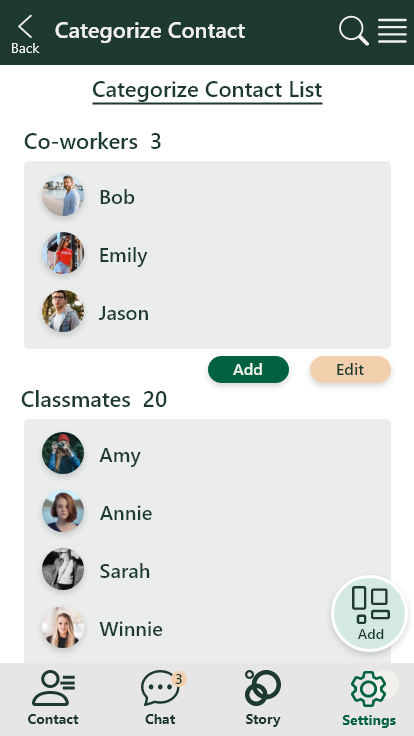 Back
Categorize Contact
Categorize Contact List
Co-workers 3
Bob
Emily
Jason
Add
Edit
Classmates 20
Amy
Annie
Sarah
Winnie
Add
3
Contact
Chat
Story
Settings